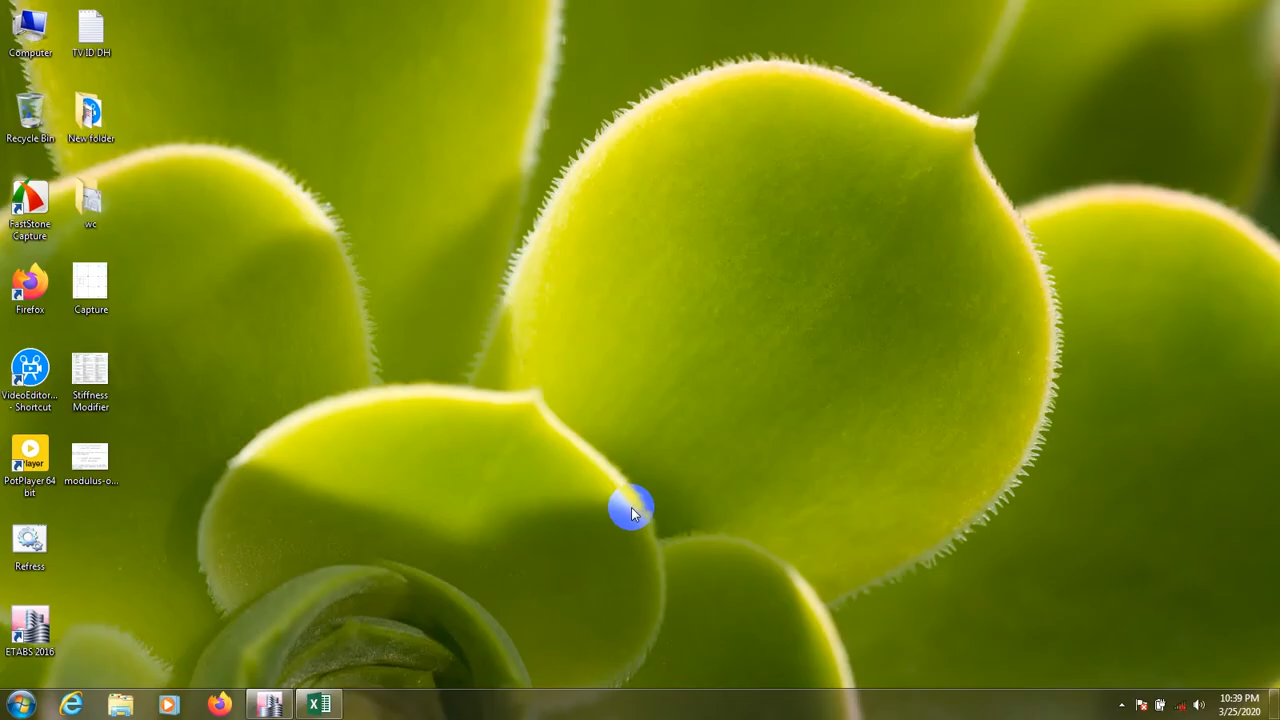 Computer
TV ID DH
Recycle Bin
New folder
FastStone
Capture
wc
Firefox
Capture
VideoEditor...
- Shortcut
Stiffness
Modifier
Player
PotPlayer 64
bit
modulus-o...
Refress
ETABS 2016
10:39 PM
3/25/2020